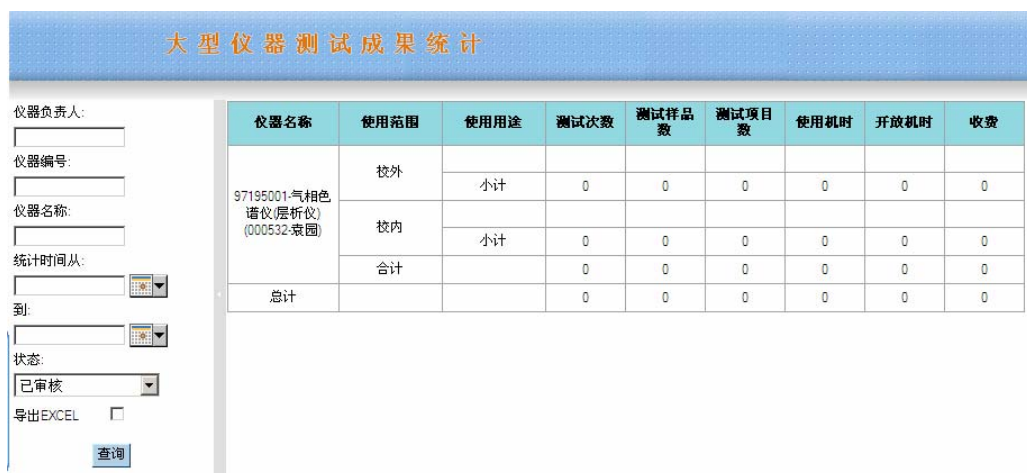 大型仪器测试成果统计
仪器负责人:
仪器编号:
仪器名称:
统计时间从:
到:
状态:
已审核
导出EXCEL
查询
仪器名称 使用范围 使用用途 测试次数 测试样品数 测试项目数 使用机时 开放机时 收费
97195001-气相色
谱仪(层析仪)
(000532-袁园)
校外
小计 0 0 0 0 0 0
校内
小计 0 0 0 0 0 0
合计 0 0 0 0 0 0
总计 0 0 0 0 0 0